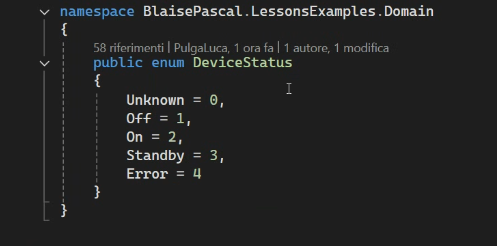 namespace BlaisePascal.LessonsExamples.Domain
{
58 riferimenti | PulgaLuca, 1 ora fa | 1 autore, 1 modifica
public enum DeviceStatus
{
Unknown = 0,
Off = 1,
On = 2,
Standby = 3,
Error = 4
}
}